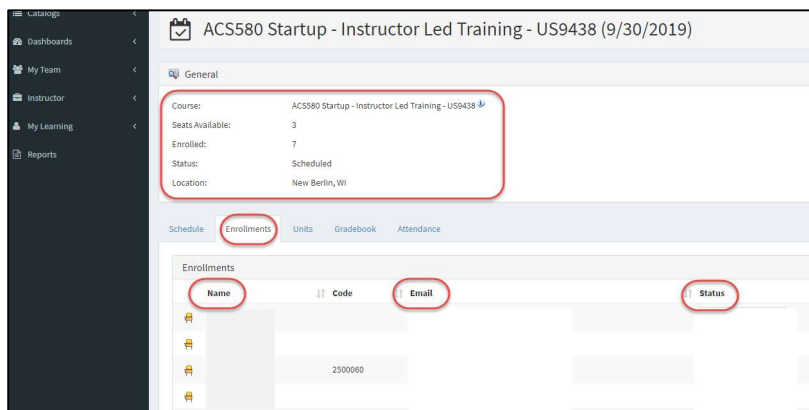 Catalogs
Dashboards
My Team
Instructor
My Learning
Reports
ACS580 Startup - Instructor Led Training - US9438 (9/30/2019)
General
Course: ACS580 Startup - Instructor Led Training - US9438
Seats Available: 3
Enrolled: 7
Status: Scheduled
Location: New Berlin, WI
Schedule Enrollments Units Gradebook Attendance
Enrollments
Name Code Email Status
2500060